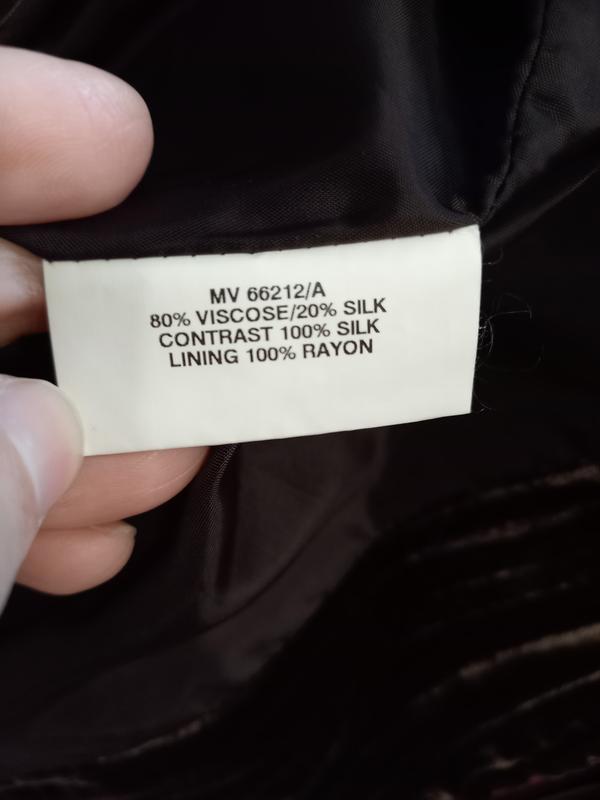 MV 66212/A
80% VISCOSE/20% SILK
CONTRAST 100% SILK
LINING 100% RAYON